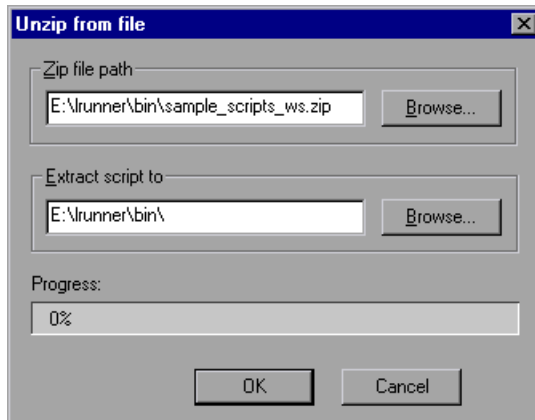 Unzip from file
Zip file path
E:\lrunner\bin\sample_scripts_ws.zip
Browse...
Extract script to
E:\lrunner\bin\
Browse...
Progress:
0%
OK
Cancel